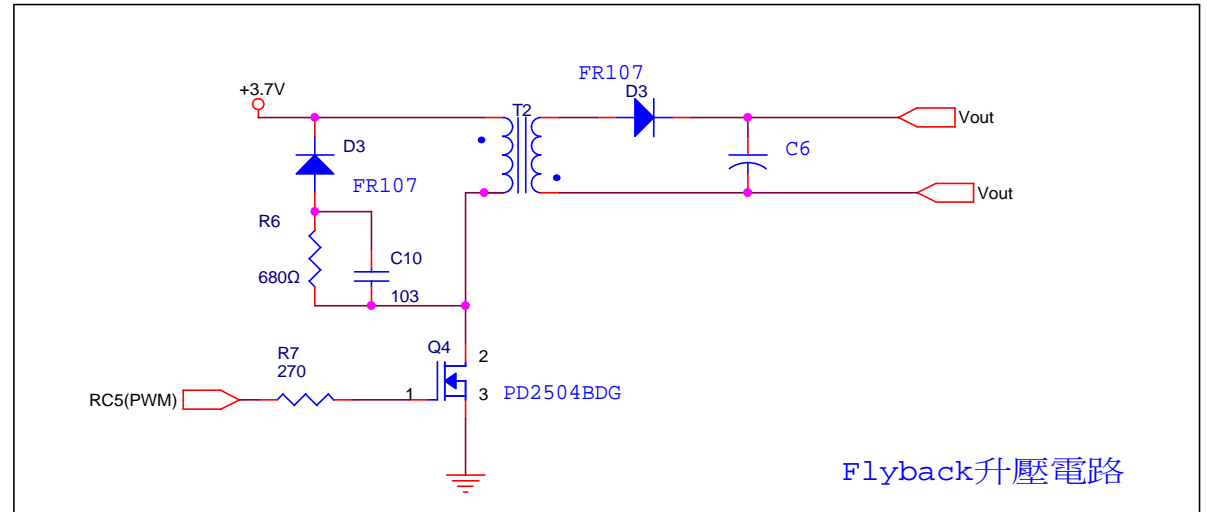 FR107
+3.7V
D3
T2
Vout
D3
C6
FR107
Vout
R6
C10
680Ω
103
Q4
R7
2
270
RC5(PWM)
1
3
PD2504BDG
Flyback升壓電路